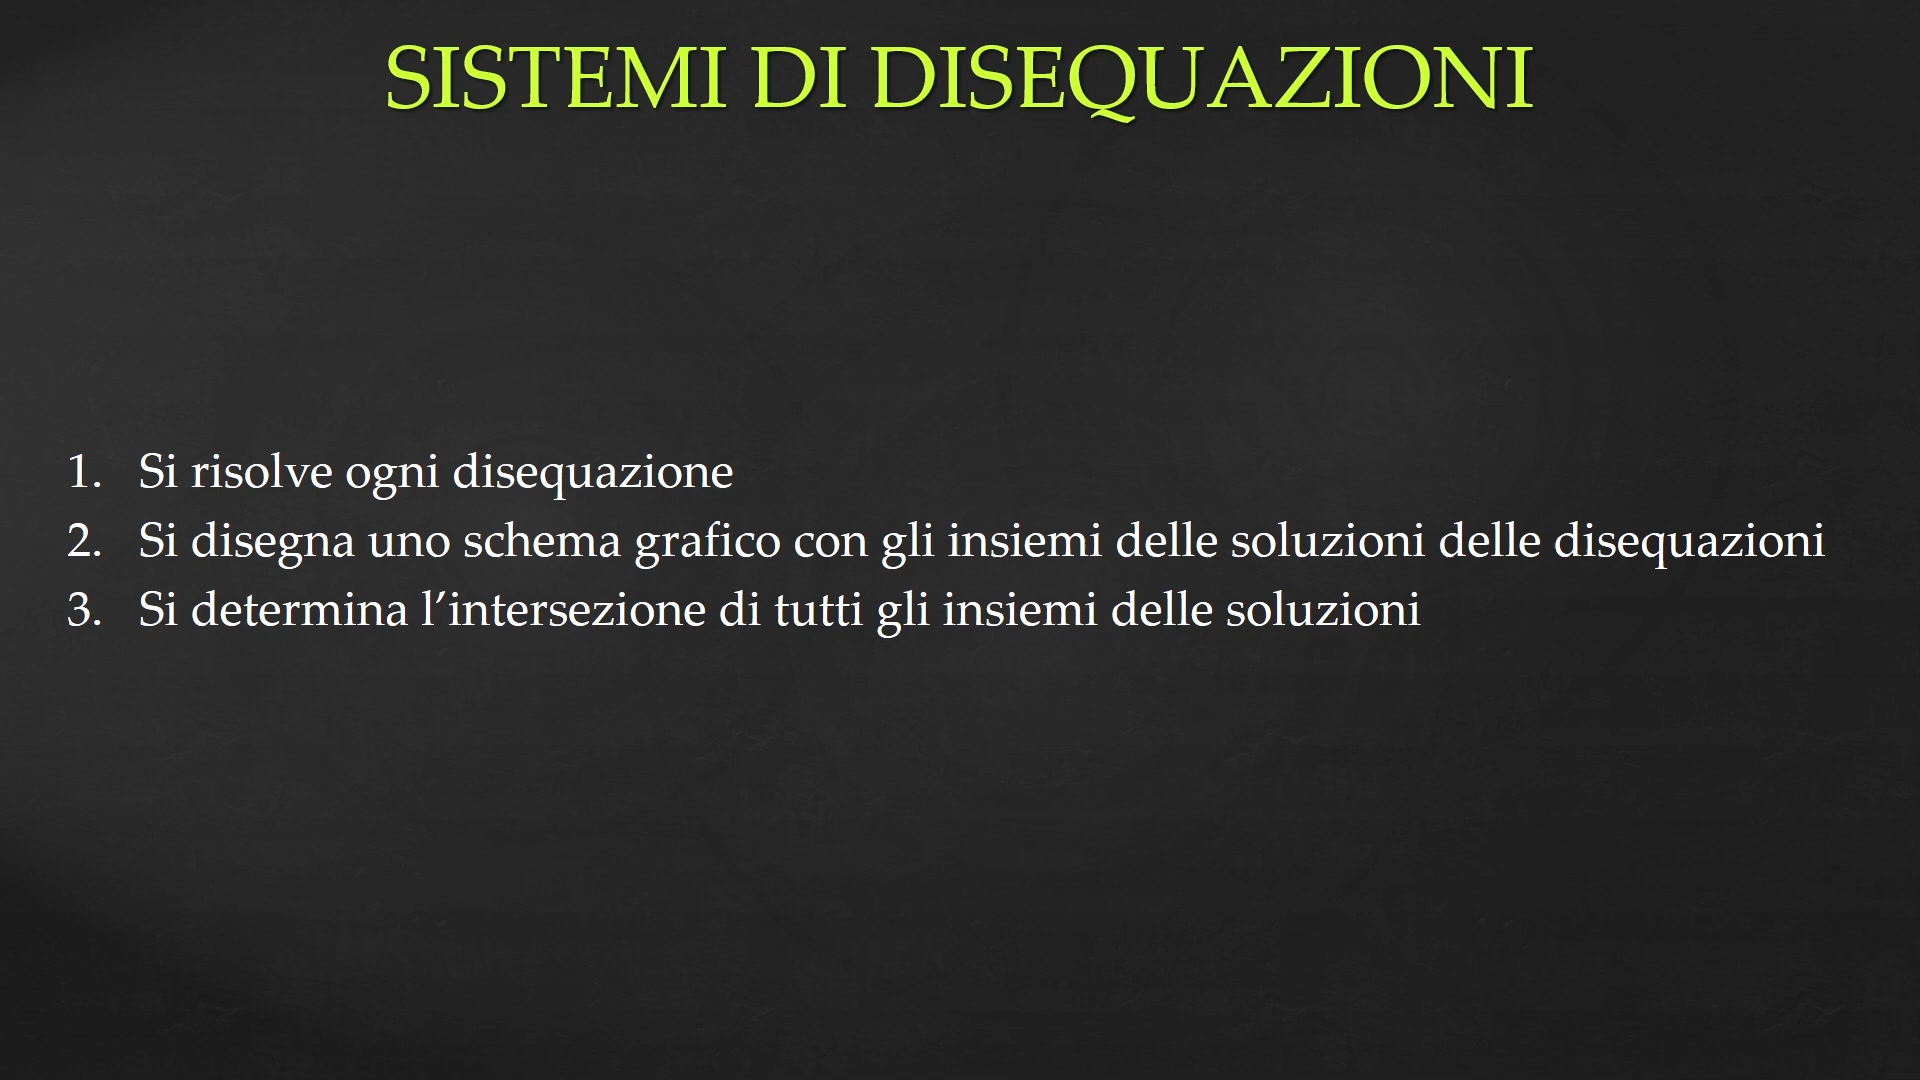 SISTEMI DI DISEQUAZIONI
1. Si risolve ogni disequazione
2. Si disegna uno schema grafico con gli insiemi delle soluzioni delle disequazioni
3. Si determina l’intersezione di tutti gli insiemi delle soluzioni